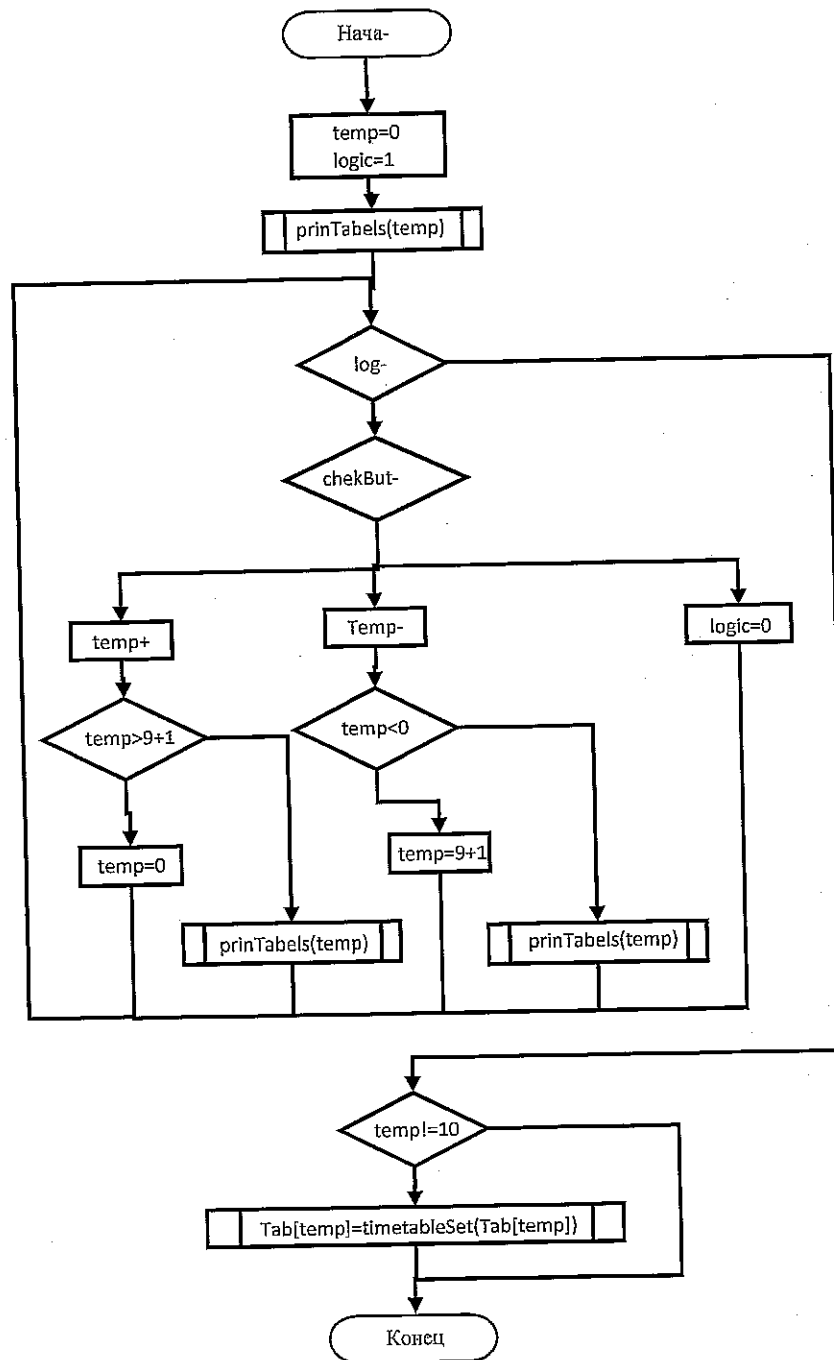 Нача-
temp=0
logic=1
prinTabels(temp)
log-
chekBut-
temp+
Temp-
logic=0
temp>9+1
temp<0
temp=0
temp=9+1
prinTabels(temp)
prinTabels(temp)
temp!=10
Tab[temp]=timetableSet(Tab[temp])
Конец